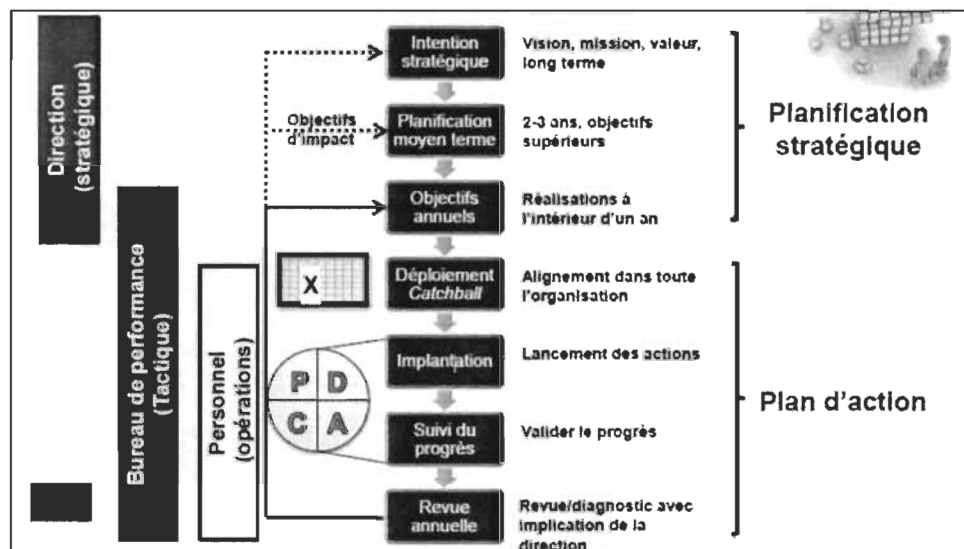 Direction
(stratégique)
Bureau de performance
(Tactique)
Personnel
(opérations)
Objectifs
d'impact
X
P D
C A
Intention
stratégique
Vision, mission, valeur,
long terme
Planification
moyen terme
2-3 ans, objectifs
supérieurs
Objectifs
annuels
Réalisations à
l'intérieur d'un an
Planification
stratégique
Déploiement
Catchball
Alignement dans toute
l'organisation
Implantation
Lancement des actions
Suivi du
progrès
Valider le progrès
Revue
annuelle
Revue/diagnostic avec
implication de la
direction
Plan d'action